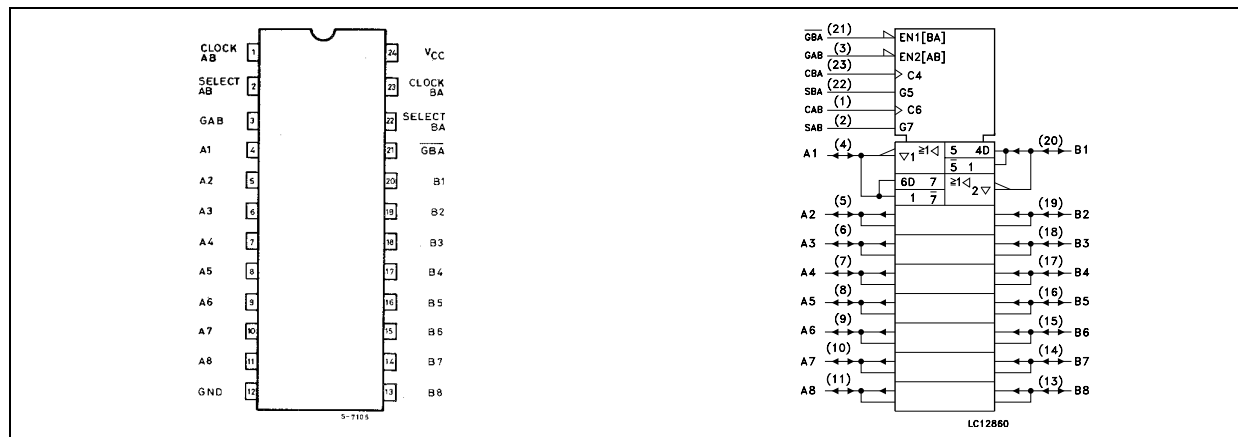 CLOCK AB 1
SELECT AB 2
GAB 3
A1 4
A2 5
A3 6
A4 7
A5 8
A6 9
A7 10
A8 11
GND 12
24 VCC
23 CLOCK BA
22 SELECT BA
21 G̅B̅A̅
20 B1
19 B2
18 B3
17 B4
16 B5
15 B6
14 B7
13 B8
S-7105
G̅B̅A̅ (21) EN1[BA]
GAB (3) EN2[AB]
CBA (23) C4
SBA (22) G5
CAB (1) C6
SAB (2) G7
A1 (4) ▽1 ≥1◁ 5 4D (20) B1
5̅ 1
6D 7 ≥1◁ 2▽
1 7̅
A2 (5) (19) B2
A3 (6) (18) B3
A4 (7) (17) B4
A5 (8) (16) B5
A6 (9) (15) B6
A7 (10) (14) B7
A8 (11) (13) B8
LC12860